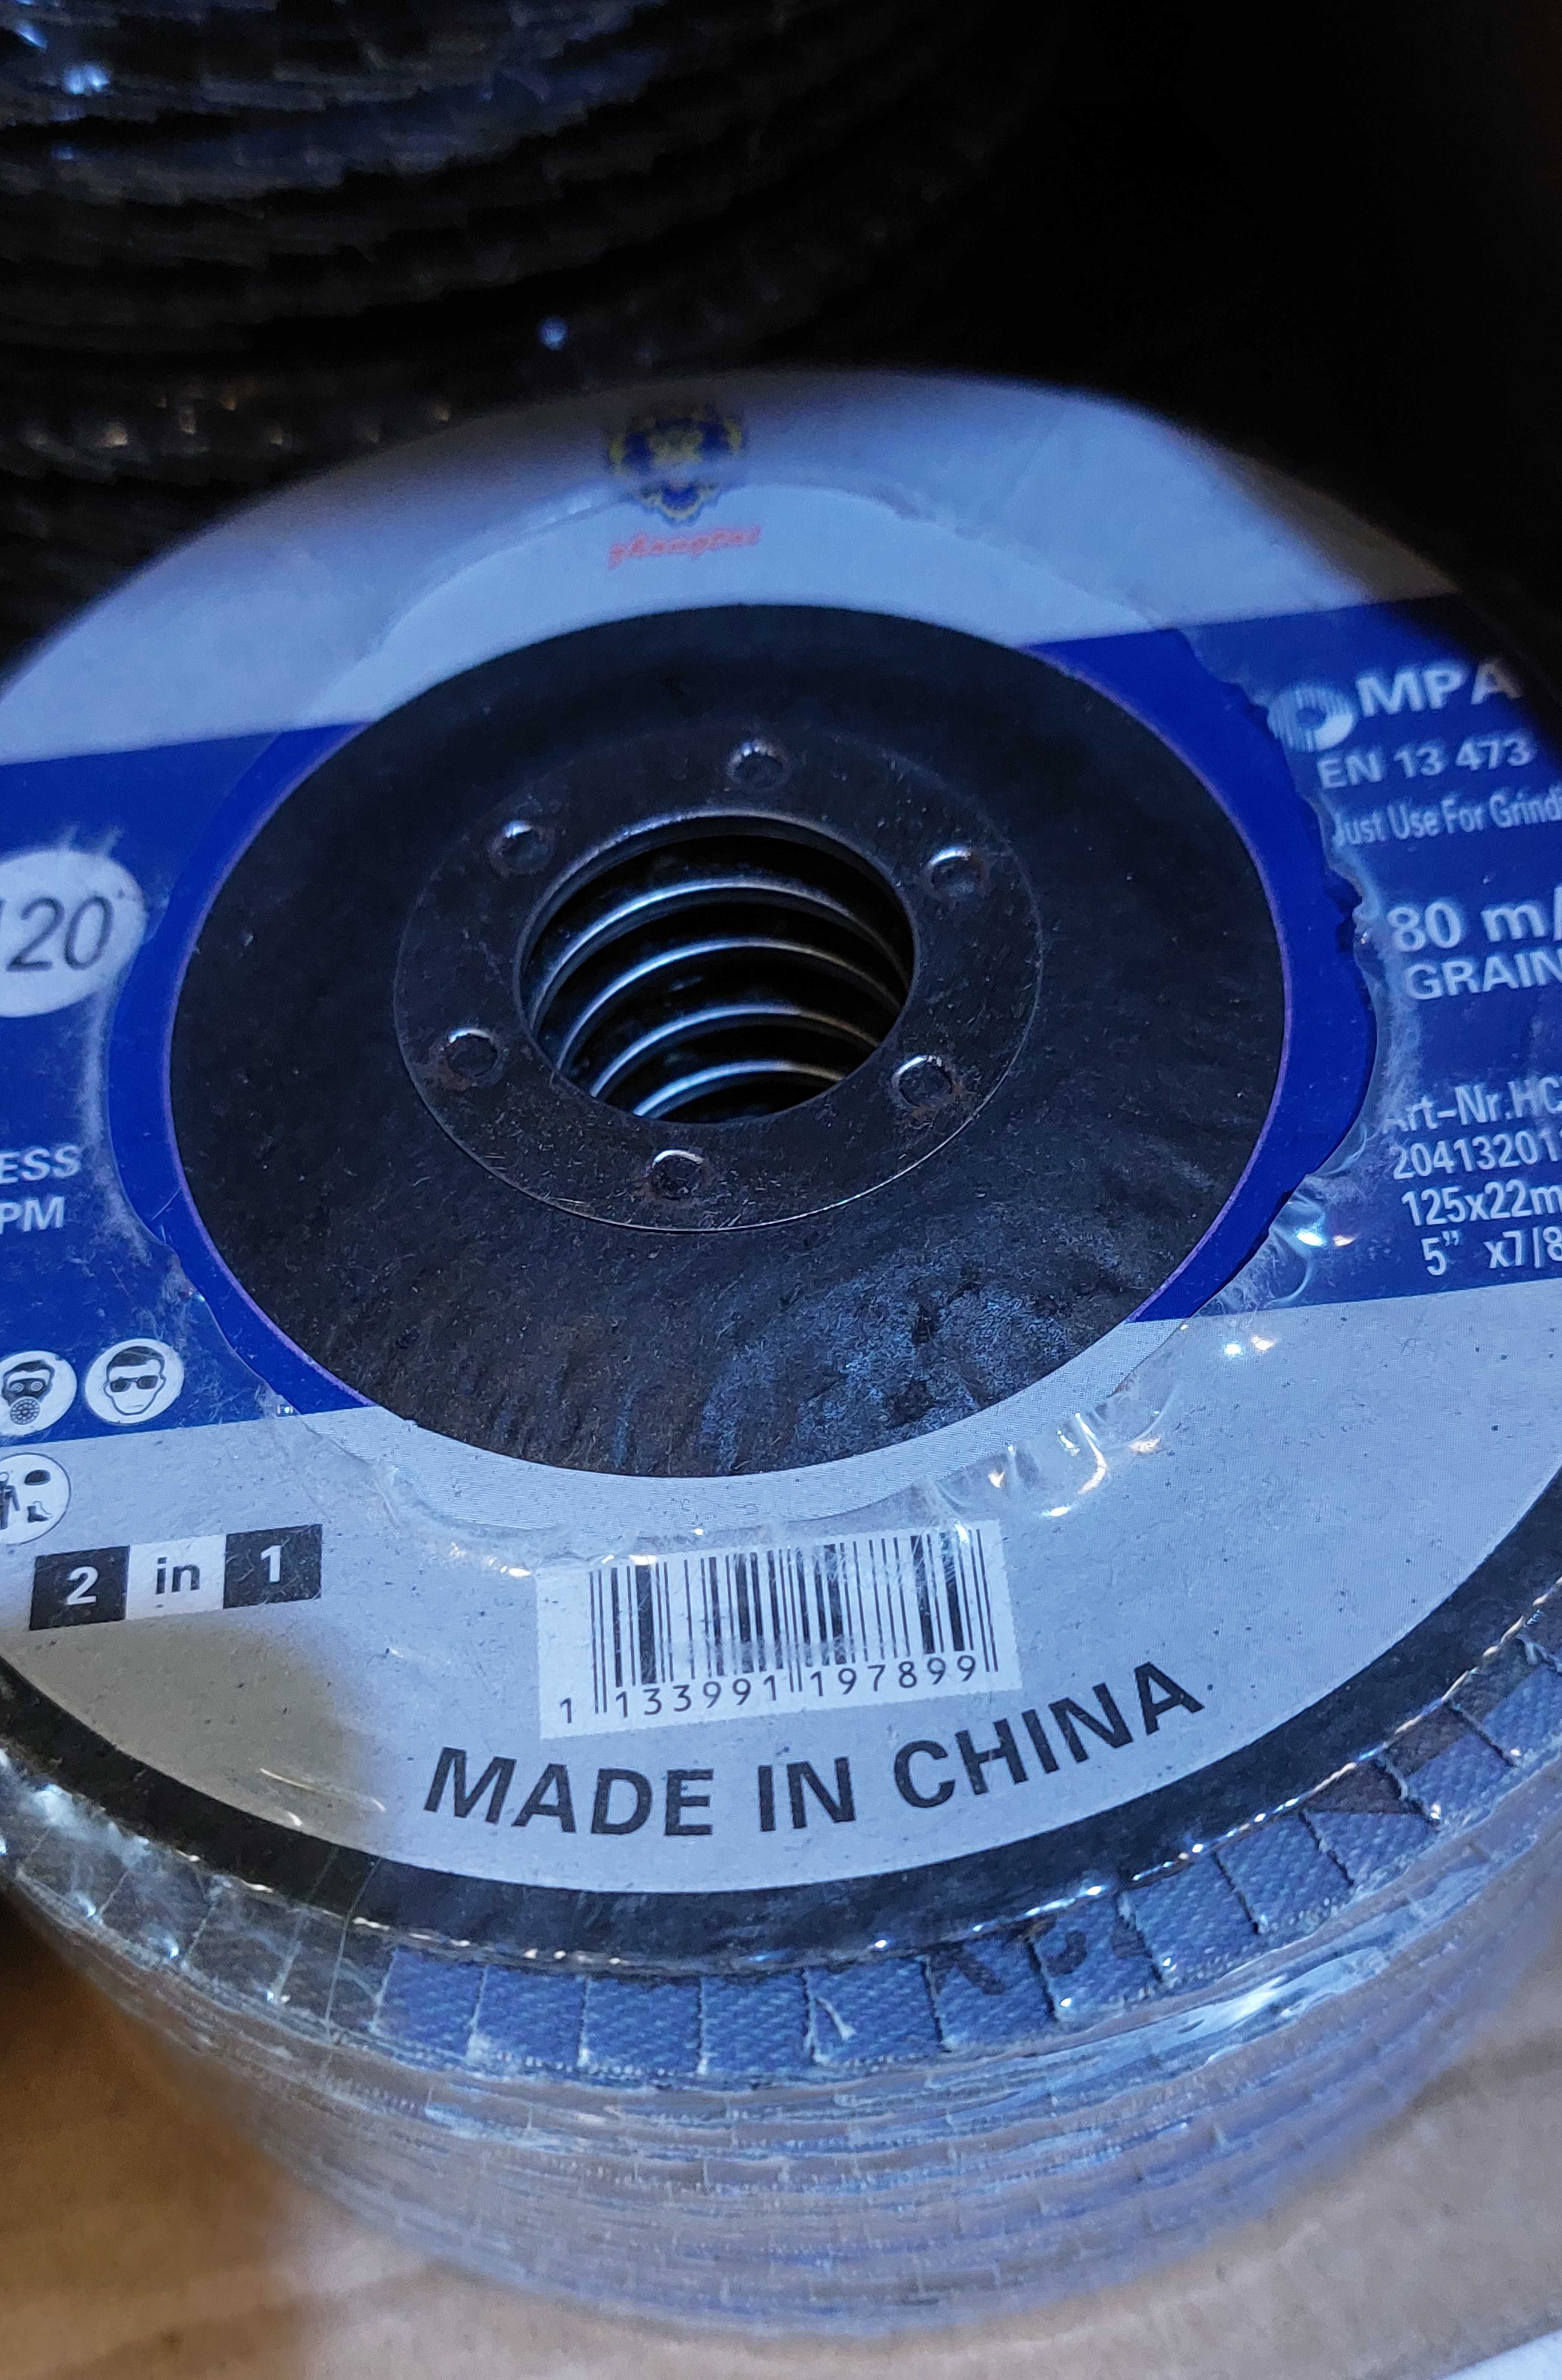 MPA
EN 13 473
Just Use For Grind
80 m/
GRAIN
Art-Nr.HC
20413201
125x22m
5" x7/8
120
ESS
PM
2 in 1
1 133991 197899
MADE IN CHINA